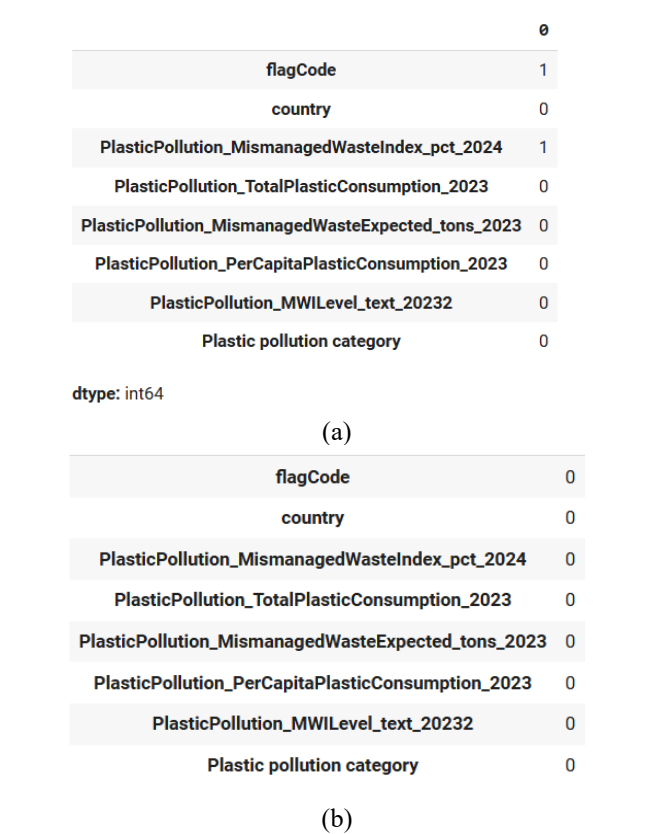 0
flagCode 1
country 0
PlasticPollution_MismanagedWasteIndex_pct_2024 1
PlasticPollution_TotalPlasticConsumption_2023 0
PlasticPollution_MismanagedWasteExpected_tons_2023 0
PlasticPollution_PerCapitaPlasticConsumption_2023 0
PlasticPollution_MWILevel_text_20232 0
Plastic pollution category 0
dtype: int64
(a)
flagCode 0
country 0
PlasticPollution_MismanagedWasteIndex_pct_2024 0
PlasticPollution_TotalPlasticConsumption_2023 0
PlasticPollution_MismanagedWasteExpected_tons_2023 0
PlasticPollution_PerCapitaPlasticConsumption_2023 0
PlasticPollution_MWILevel_text_20232 0
Plastic pollution category 0
(b)